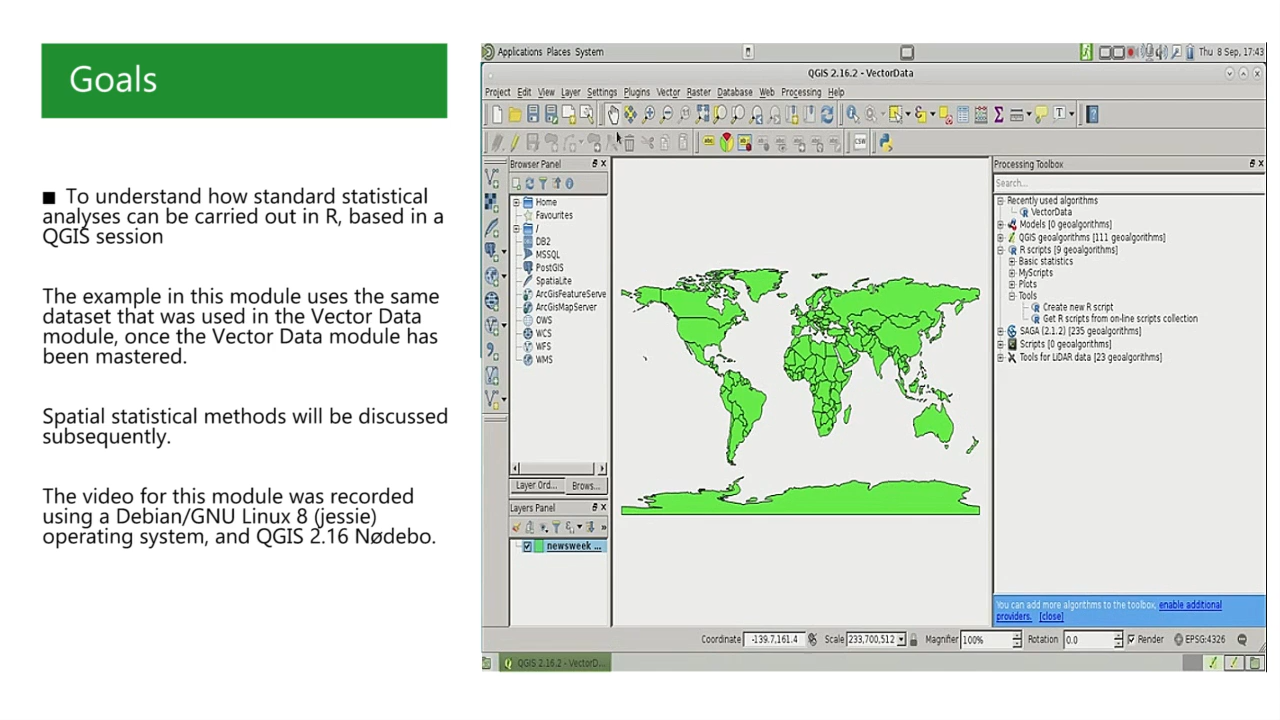 Goals
■ To understand how standard statistical
analyses can be carried out in R, based in a
QGIS session
The example in this module uses the same
dataset that was used in the Vector Data
module, once the Vector Data module has
been mastered.
Spatial statistical methods will be discussed
subsequently.
The video for this module was recorded
using a Debian/GNU Linux 8 (jessie)
operating system, and QGIS 2.16 Nødebo.
Applications Places System
Thu 8 Sep, 17:43
QGIS 2.16.2 - VectorData
Project Edit View Layer Settings Plugins Vector Raster Database Web Processing Help
CSW
Browser Panel
Home
Favourites
/
DB2
MSSQL
PostGIS
SpatiaLite
ArcGisFeatureServe
ArcGisMapServer
OWS
WCS
WFS
WMS
Layer Ord... Brows...
Layers Panel
newsweek ...
Processing Toolbox
Search...
Recently used algorithms
VectorData
Models [0 geoalgorithms]
QGIS geoalgorithms [111 geoalgorithms]
R scripts [9 geoalgorithms]
Basic statistics
MyScripts
Plots
Tools
Create new R script
Get R scripts from on-line scripts collection
SAGA (2.1.2) [235 geoalgorithms]
Scripts [0 geoalgorithms]
Tools for LiDAR data [23 geoalgorithms]
You can add more algorithms to the toolbox, enable additional
providers. [close]
Coordinate -139.7,161.4 Scale 233,700,512 Magnifier 100% Rotation 0.0 Render EPSG:4326
QGIS 2.16.2 - VectorD...